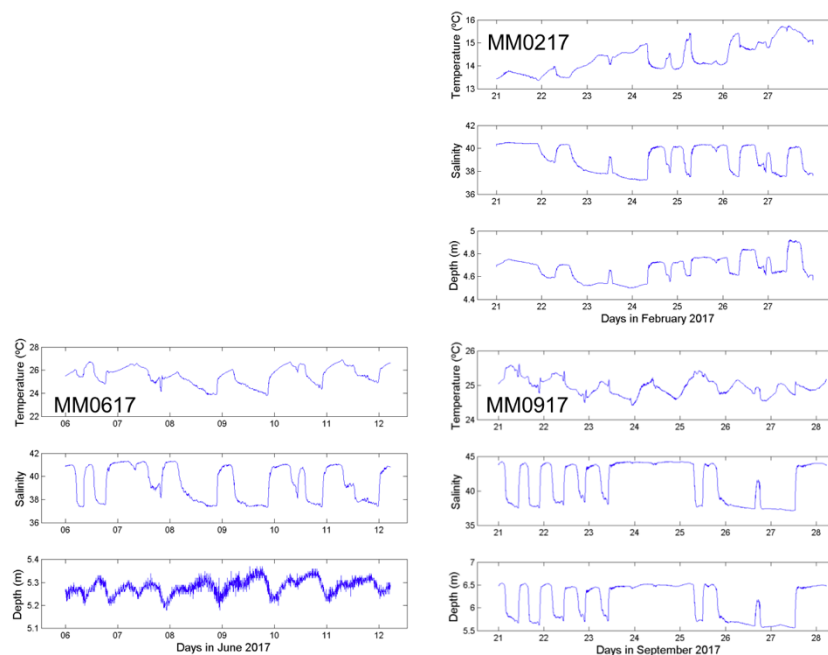 MM0217
Temperature (ºC)
16
15
14
13
21 22 23 24 25 26 27
Salinity
42
40
38
36
21 22 23 24 25 26 27
Depth (m)
5
4.8
4.6
4.4
21 22 23 24 25 26 27
Days in February 2017
MM0617
Temperature (ºC)
28
26
24
22
06 07 08 09 10 11 12
Salinity
42
40
38
36
06 07 08 09 10 11 12
Depth (m)
5.4
5.3
5.2
5.1
06 07 08 09 10 11 12
Days in June 2017
MM0917
Temperature (ºC)
26
25
24
21 22 23 24 25 26 27 28
Salinity
45
40
35
21 22 23 24 25 26 27 28
Depth (m)
7
6.5
6
5.5
21 22 23 24 25 26 27 28
Days in September 2017